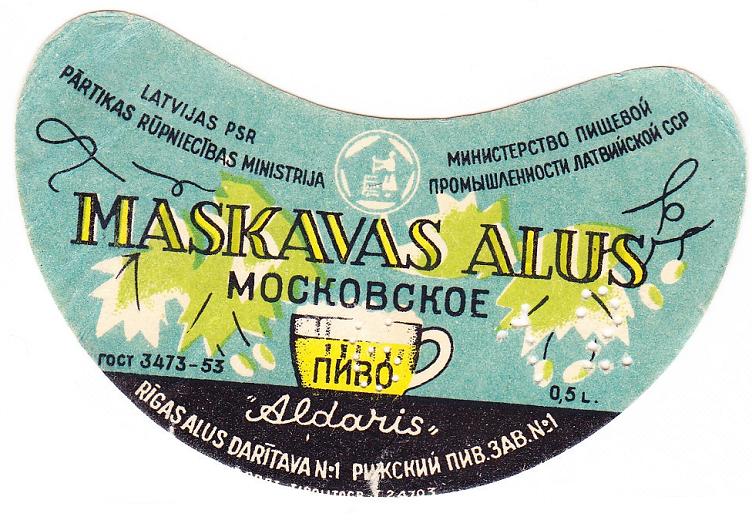 LATVIJAS PSR
PĀRTIKAS RŪPNIECĪBAS MINISTRIJA
МИНИСТЕРСТВО ПИЩЕВОЙ
ПРОМЫШЛЕННОСТИ ЛАТВИЙСКОЙ ССР
MASKAVAS ALUS
МОСКОВСКОЕ
ПИВО
ГОСТ 3473-53
0,5 L.
"Aldaris"
RĪGAS ALUS DARĪTAVA №1 РИЖСКИЙ ПИВ. ЗАВ. №1